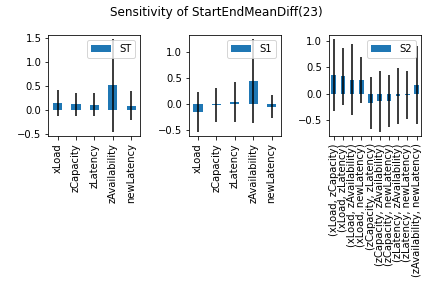 Sensitivity of StartEndMeanDiff(23)
ST
1.5
1.0
0.5
0.0
−0.5
xLoad
zCapacity
zLatency
zAvailability
newLatency
S1
1.0
0.5
0.0
−0.5
xLoad
zCapacity
zLatency
zAvailability
newLatency
S2
1.0
0.5
0.0
−0.5
(xLoad, zCapacity)
(xLoad, zLatency)
(xLoad, zAvailability)
(xLoad, newLatency)
(zCapacity, zLatency)
(zCapacity, zAvailability)
(zCapacity, newLatency)
(zLatency, zAvailability)
(zLatency, newLatency)
(zAvailability, newLatency)